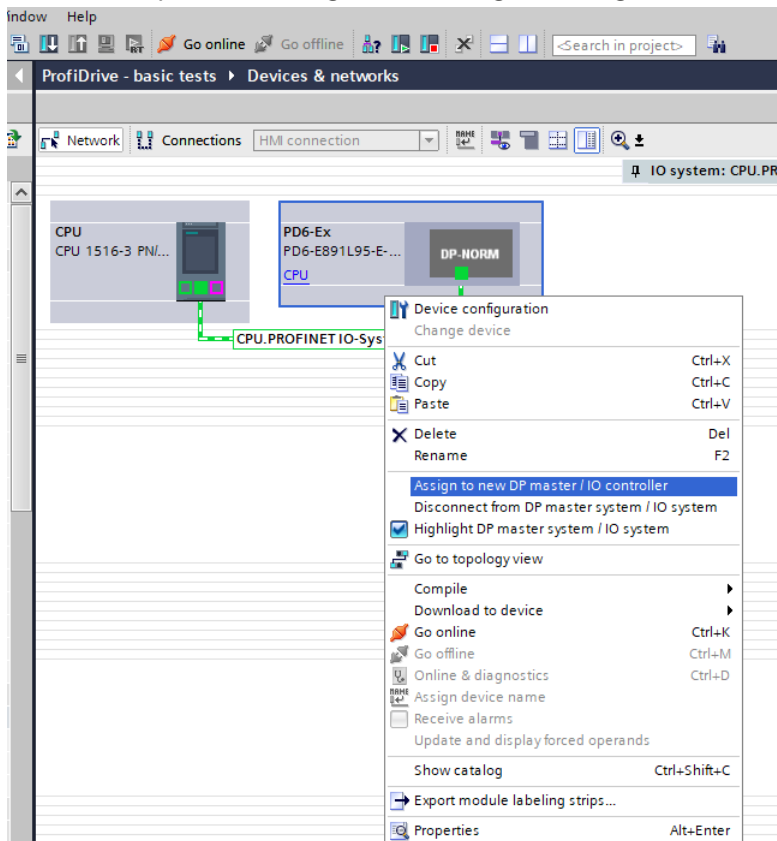 Window Help
Go online Go offline <Search in project>
ProfiDrive - basic tests Devices & networks
Network Connections HMI connection NAME
IO system: CPU.PR
CPU
CPU 1516-3 PN/...
PD6-Ex
PD6-E891L95-E-...
CPU
DP-NORM
CPU.PROFINET IO-Sys
Device configuration
Change device
Cut Ctrl+X
Copy Ctrl+C
Paste Ctrl+V
Delete Del
Rename F2
Assign to new DP master / IO controller
Disconnect from DP master system / IO system
Highlight DP master system / IO system
Go to topology view
Compile
Download to device
Go online Ctrl+K
Go offline Ctrl+M
Online & diagnostics Ctrl+D
NAME Assign device name
Receive alarms
Update and display forced operands
Show catalog Ctrl+Shift+C
Export module labeling strips...
Properties Alt+Enter